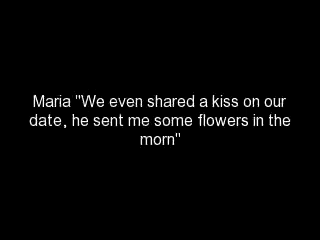 Maria "We even shared a kiss on our
date, he sent me some flowers in the
morn"